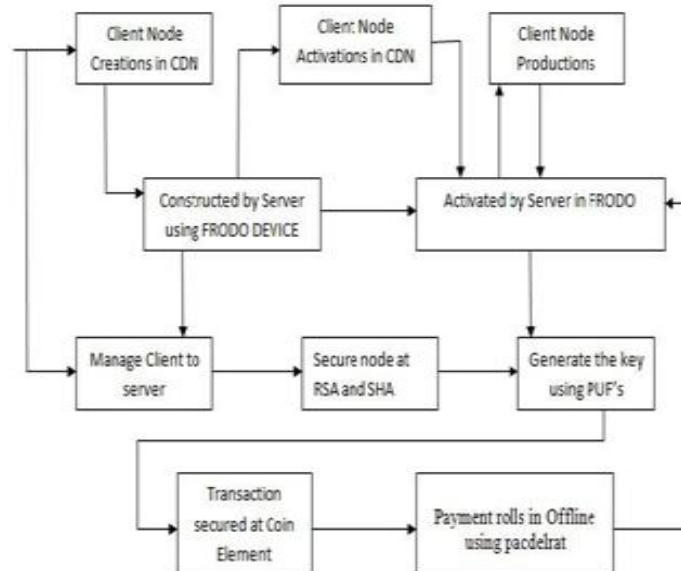 Client Node
Creations in CDN
Client Node
Activations in CDN
Client Node
Productions
Constructed by Server
using FRODO DEVICE
Activated by Server in FRODO
Manage Client to
server
Secure node at
RSA and SHA
Generate the key
using PUF's
Transaction
secured at Coin
Element
Payment rolls in Offline
using pacdelrat